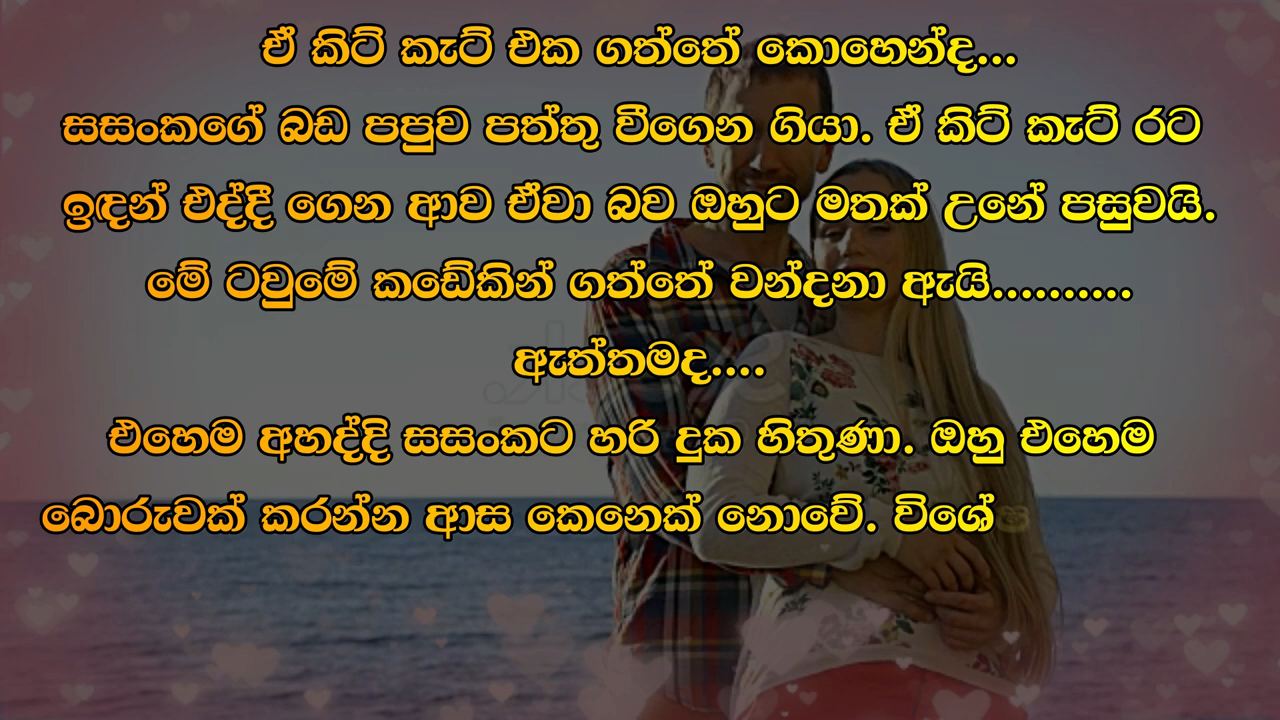 ඒ කිට් කැට් එක ගත්තේ කොහෙන්ද...
සසංකගේ බඩ පපුව පත්තු වීගෙන ගියා. ඒ කිට් කැට් රට
ඉඳන් එද්දී ගෙන ආව ඒවා බව ඔහුට මතක් උනේ පසුවයි.
මේ ටවුමේ කඩේකින් ගත්තේ වන්දනා ඇයි..........
ඇත්තමද....
එහෙම අහද්දි සසංකට හරි දුක හිතුණා. ඔහු එහෙම
බොරුවක් කරන්න ආස කෙනෙක් නොවේ. විශේෂ